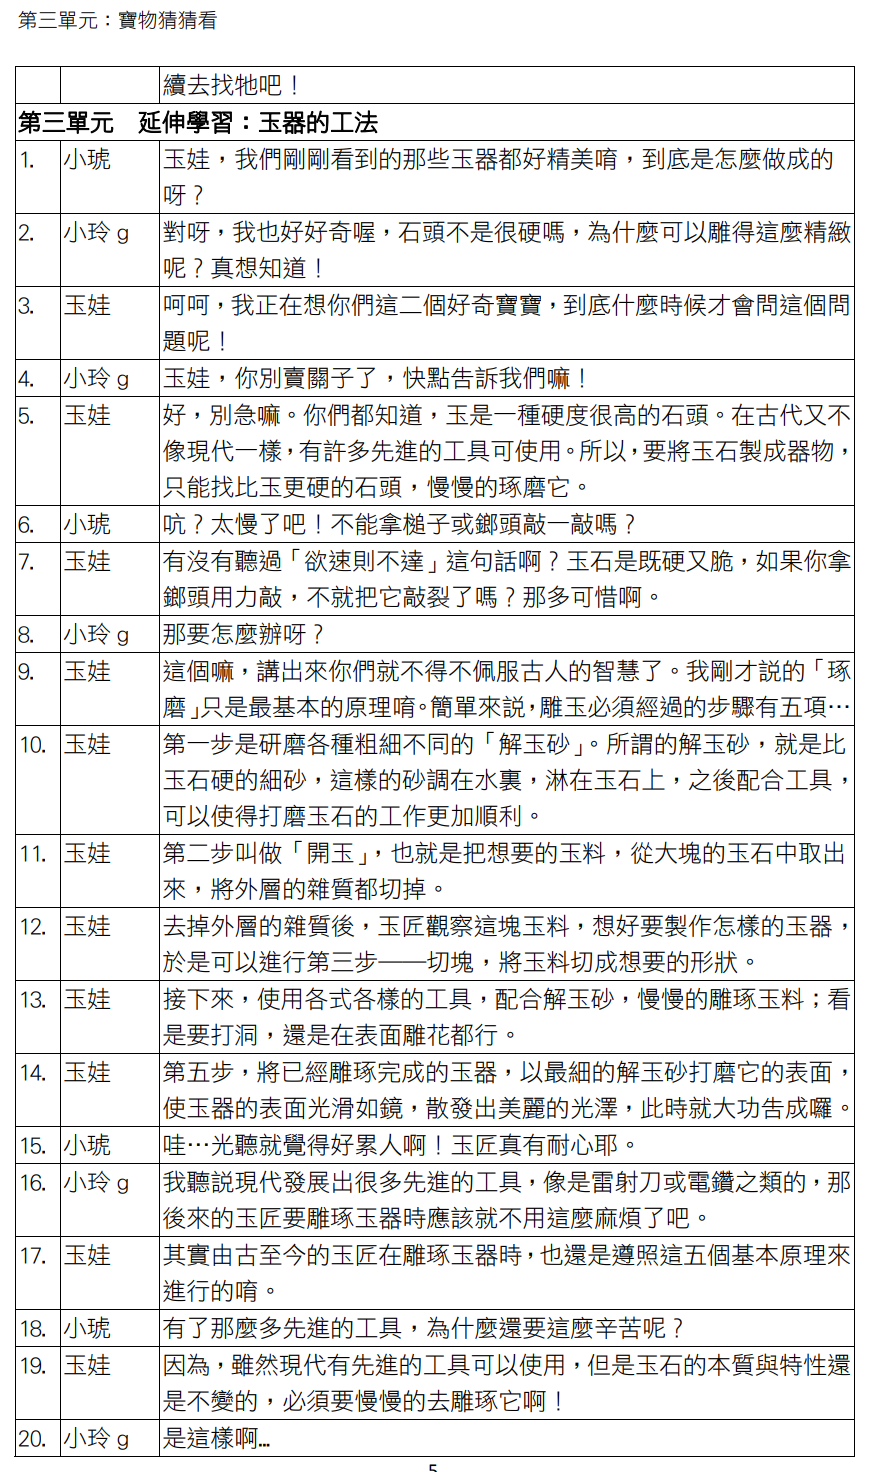 第三單元：寶物猜猜看
續去找牠吧！
第三單元　延伸學習：玉器的工法
1. 小琥 玉娃，我們剛剛看到的那些玉器都好精美唷，到底是怎麼做成的
呀？
2. 小玲 g 對呀，我也好好奇喔，石頭不是很硬嗎，為什麼可以雕得這麼精緻
呢？真想知道！
3. 玉娃 呵呵，我正在想你們這二個好奇寶寶，到底什麼時候才會問這個問
題呢！
4. 小玲 g 玉娃，你別賣關子了，快點告訴我們嘛！
5. 玉娃 好，別急嘛。你們都知道，玉是一種硬度很高的石頭。在古代又不
像現代一樣，有許多先進的工具可使用。所以，要將玉石製成器物，
只能找比玉更硬的石頭，慢慢的琢磨它。
6. 小琥 吭？太慢了吧！不能拿槌子或鎯頭敲一敲嗎？
7. 玉娃 有沒有聽過「欲速則不達」這句話啊？玉石是既硬又脆，如果你拿
鎯頭用力敲，不就把它敲裂了嗎？那多可惜啊。
8. 小玲 g 那要怎麼辦呀？
9. 玉娃 這個嘛，講出來你們就不得不佩服古人的智慧了。我剛才說的「琢
磨」只是最基本的原理唷。簡單來說，雕玉必須經過的步驟有五項…
10. 玉娃 第一步是研磨各種粗細不同的「解玉砂」。所謂的解玉砂，就是比
玉石硬的細砂，這樣的砂調在水裏，淋在玉石上，之後配合工具，
可以使得打磨玉石的工作更加順利。
11. 玉娃 第二步叫做「開玉」，也就是把想要的玉料，從大塊的玉石中取出
來，將外層的雜質都切掉。
12. 玉娃 去掉外層的雜質後，玉匠觀察這塊玉料，想好要製作怎樣的玉器，
於是可以進行第三步——切塊，將玉料切成想要的形狀。
13. 玉娃 接下來，使用各式各樣的工具，配合解玉砂，慢慢的雕琢玉料；看
是要打洞，還是在表面雕花都行。
14. 玉娃 第五步，將已經雕琢完成的玉器，以最細的解玉砂打磨它的表面，
使玉器的表面光滑如鏡，散發出美麗的光澤，此時就大功告成囉。
15. 小琥 哇…光聽就覺得好累人啊！玉匠真有耐心耶。
16. 小玲 g 我聽說現代發展出很多先進的工具，像是雷射刀或電鑽之類的，那
後來的玉匠要雕琢玉器時應該就不用這麼麻煩了吧。
17. 玉娃 其實由古至今的玉匠在雕琢玉器時，也還是遵照這五個基本原理來
進行的唷。
18. 小琥 有了那麼多先進的工具，為什麼還要這麼辛苦呢？
19. 玉娃 因為，雖然現代有先進的工具可以使用，但是玉石的本質與特性還
是不變的，必須要慢慢的去雕琢它啊！
20. 小玲 g 是這樣啊…
5